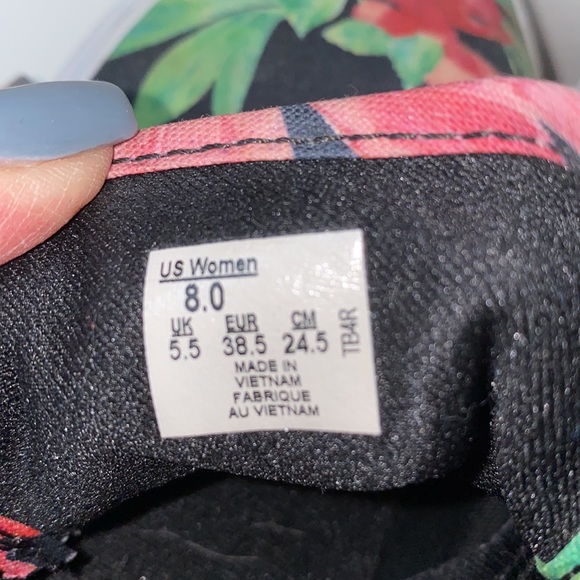 US Women
8.0
UK EUR CM
5.5 38.5 24.5
MADE IN
VIETNAM
FABRIQUE
AU VIETNAM
TB4R